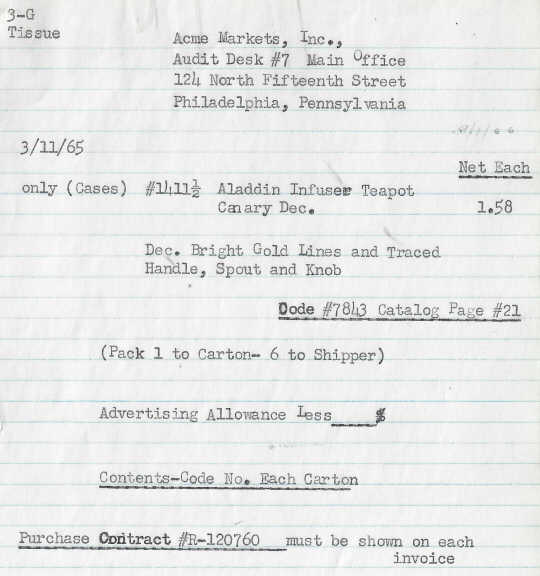 3-G
Tissue
Acme Markets, Inc.,
Audit Desk #7 Main Office
124 North Fifteenth Street
Philadelphia, Pennsylvania
3/11/65
Net Each
only (Cases) #1411½ Aladdin Infuser Teapot
Canary Dec. 1.58
Dec. Bright Gold Lines and Traced
Handle, Spout and Knob
Code #7843 Catalog Page #21
(Pack 1 to Carton- 6 to Shipper)
Advertising Allowance Less____%
Contents-Code No. Each Carton
Purchase Contract #R-120760 must be shown on each
invoice